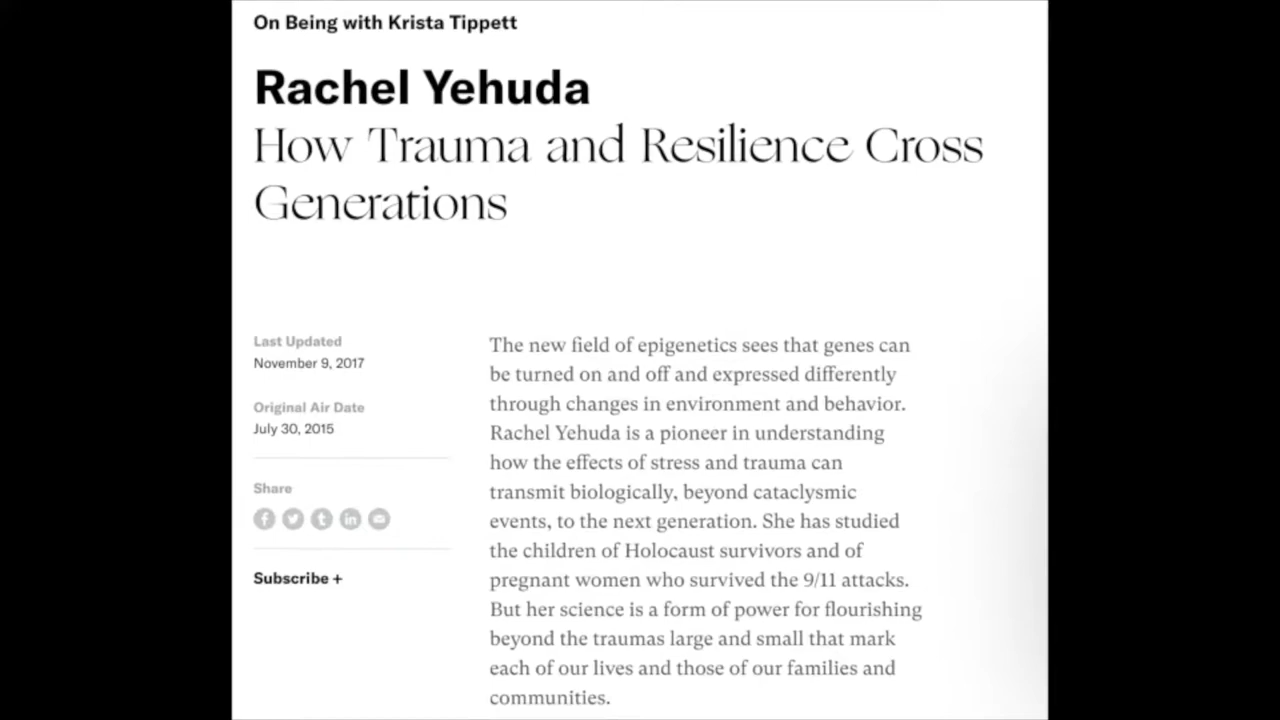 On Being with Krista Tippett
Rachel Yehuda
How Trauma and Resilience Cross
Generations
Last Updated
November 9, 2017
Original Air Date
July 30, 2015
Share
Subscribe +
The new field of epigenetics sees that genes can
be turned on and off and expressed differently
through changes in environment and behavior.
Rachel Yehuda is a pioneer in understanding
how the effects of stress and trauma can
transmit biologically, beyond cataclysmic
events, to the next generation. She has studied
the children of Holocaust survivors and of
pregnant women who survived the 9/11 attacks.
But her science is a form of power for flourishing
beyond the traumas large and small that mark
each of our lives and those of our families and
communities.